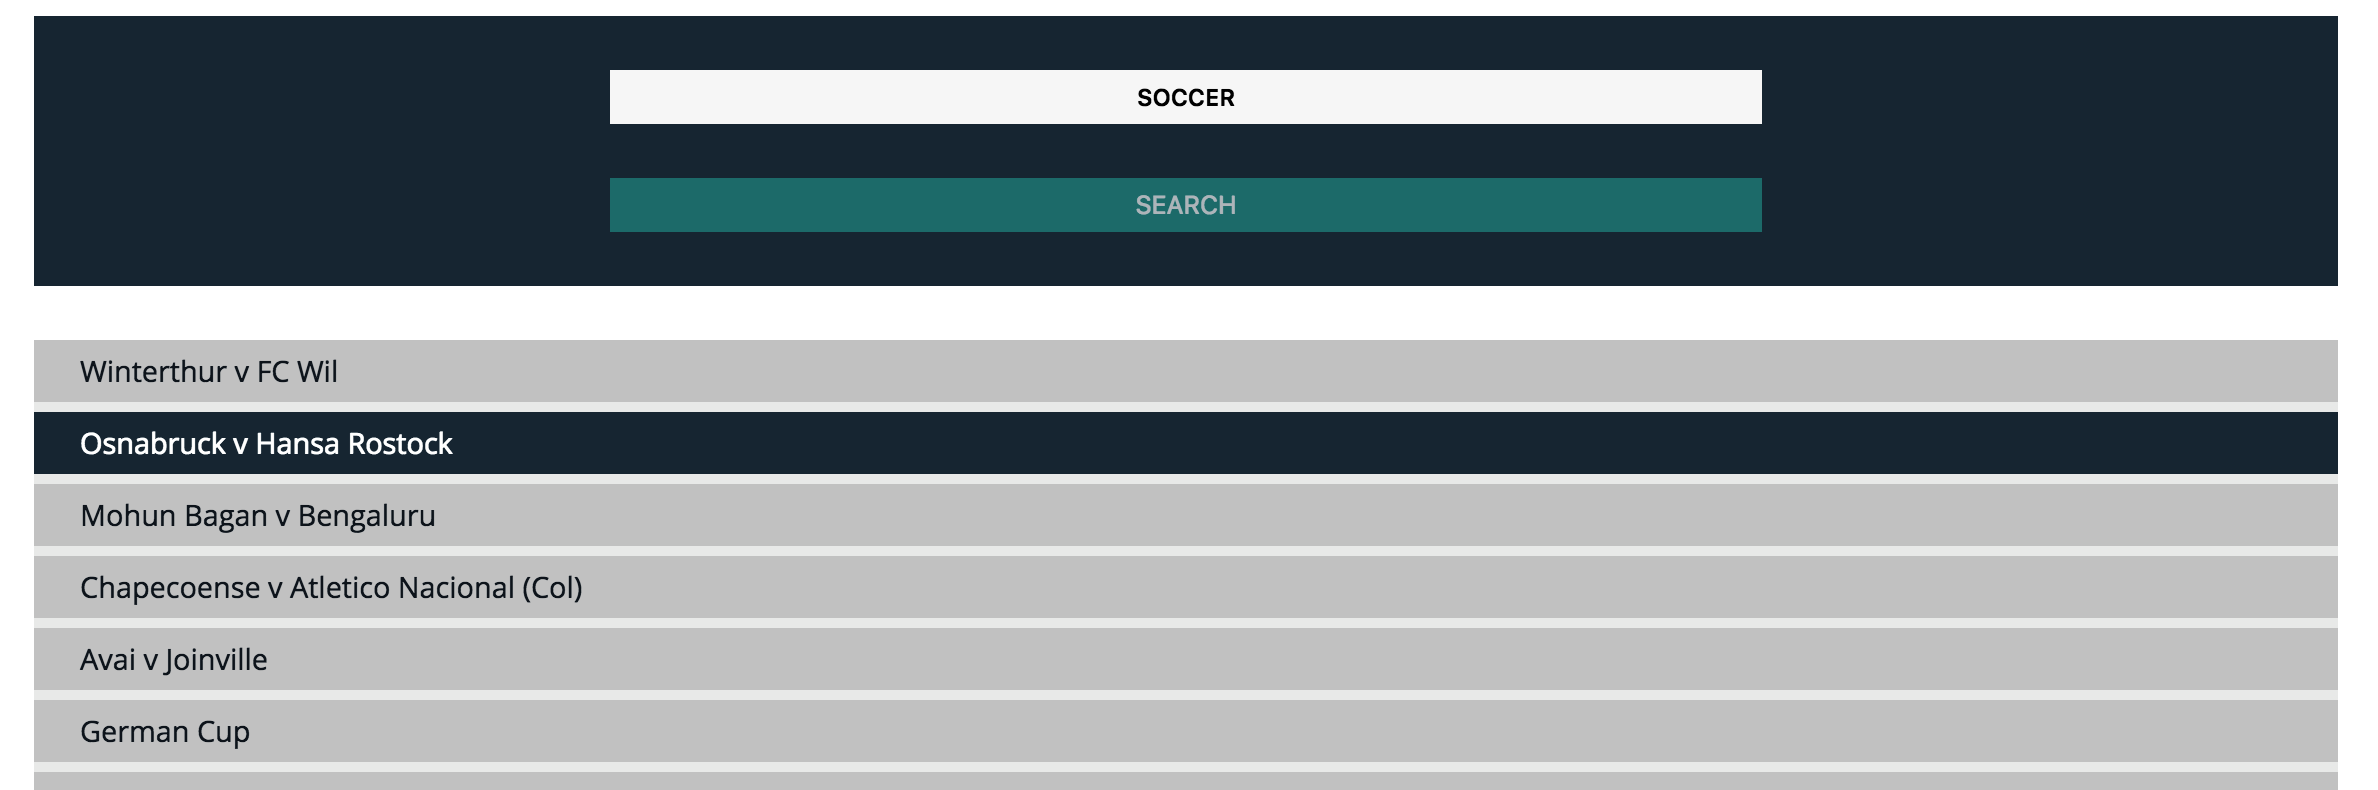 SOCCER
SEARCH
Winterthur v FC Wil
Osnabruck v Hansa Rostock
Mohun Bagan v Bengaluru
Chapecoense v Atletico Nacional (Col)
Avai v Joinville
German Cup